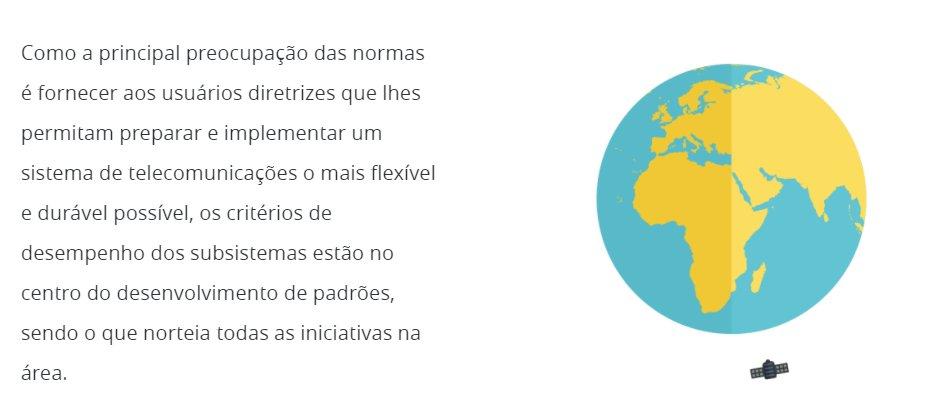 Como a principal preocupação das normas
é fornecer aos usuários diretrizes que lhes
permitam preparar e implementar um
sistema de telecomunicações o mais flexível
e durável possível, os critérios de
desempenho dos subsistemas estão no
centro do desenvolvimento de padrões,
sendo o que norteia todas as iniciativas na
área.